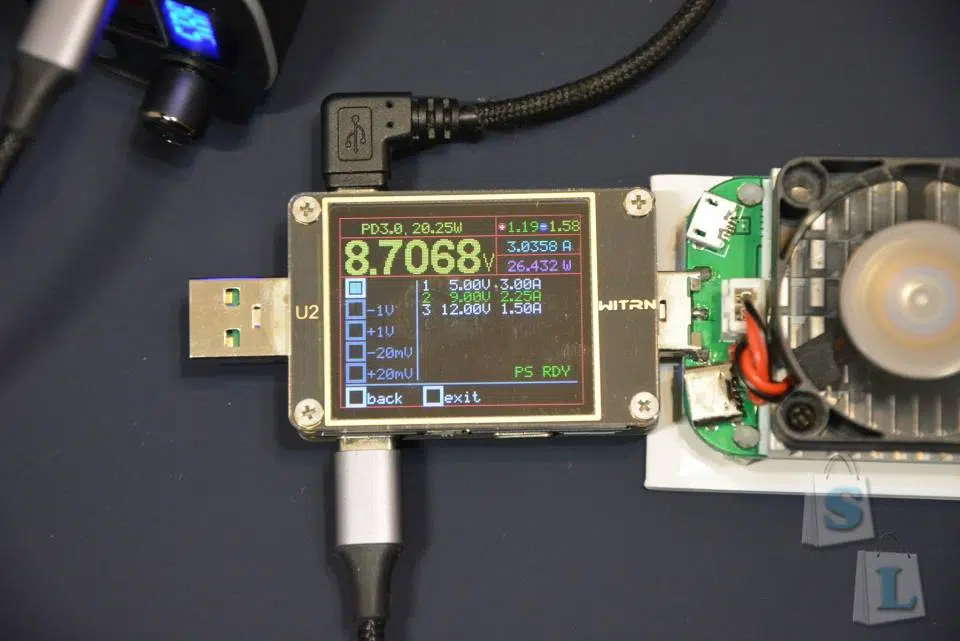 PD3.0, 20.25W
1.19 1.58
8.7068V
3.0358 A
26.432 W
1 5.00V 3.00A
2 9.00V 2.25A
3 12.00V 1.50A
-1V
+1V
-20mV
+20mV
PS RDY
back exit
U2
WITRN
S
L